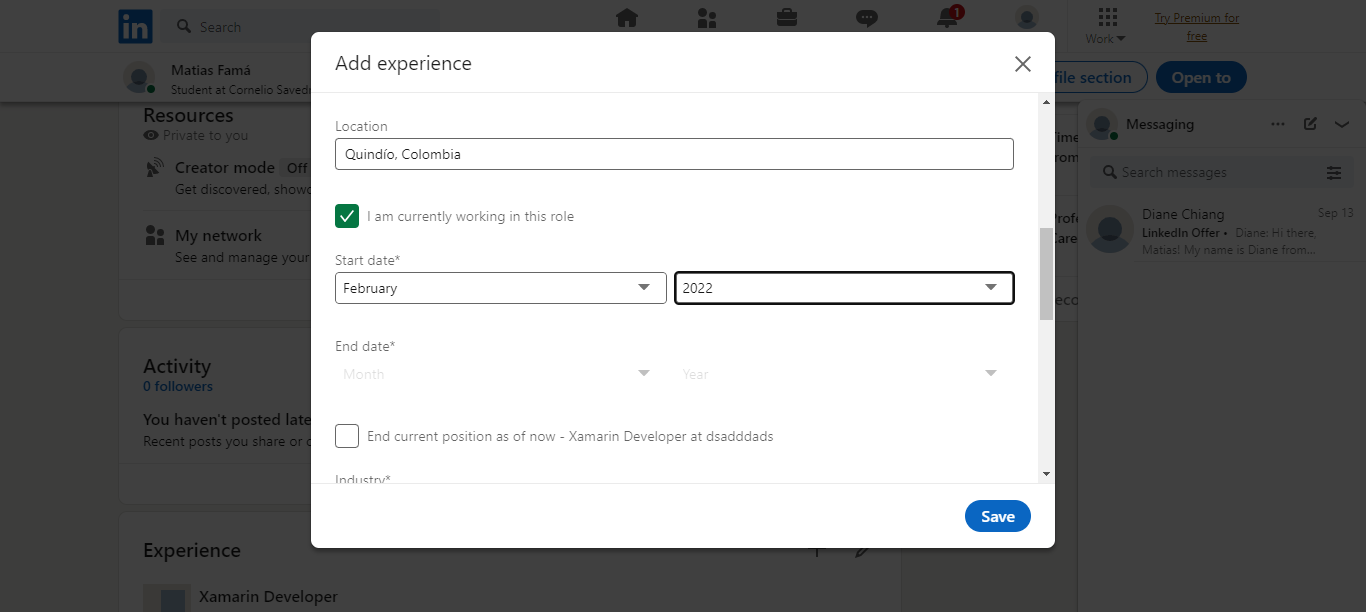 in
Search
1
Work
Try Premium for
free
Matias Famá
Student at Cornelio Saved
file section
Open to
Resources
Private to you
Creator mode Off
Get discovered, show
My network
See and manage your
Activity
0 followers
You haven't posted late
Recent posts you share or
Experience
Xamarin Developer
Add experience
Location
Quindío, Colombia
I am currently working in this role
Start date*
February
2022
End date*
Month
Year
End current position as of now - Xamarin Developer at dsadddads
Industry*
Save
Messaging
Search messages
Diane Chiang
Sep 13
LinkedIn Offer • Diane: Hi there,
Matias! My name is Diane from...